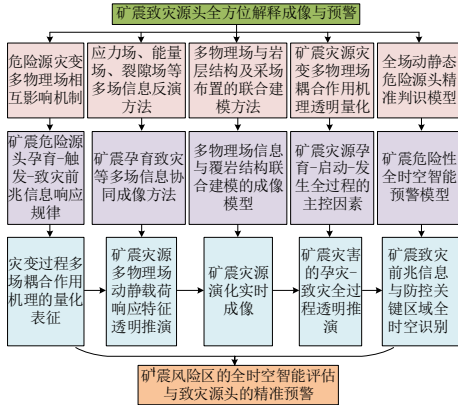 矿震致灾源头全方位解释成像与预警
危险源灾变
多物理场相
互影响机制
应力场、能量
场、裂隙场等
多场信息反演
方法
多物理场与岩
层结构及采场
布置的联合建
模方法
矿震灾源灾
变多物理场
耦合作用机
理透明量化
全场动静态
危险源头精
准判识模型
矿震危险源
头孕育-触
发-致灾前
兆信息响应
规律
矿震孕育致灾
等多场信息协
同成像方法
多物理场信息
与覆岩结构联
合建模的成像
模型
矿震灾源孕
育-启动-发
生全过程的
主控因素
矿震危险性
全时空智能
预警模型
灾变过程多
场耦合作用
机理的量化
表征
矿震灾源
多物理场
动静载荷
响应特征
透明推演
矿震灾源
演化实时
成像
矿震灾害
的孕灾-
致灾全过
程透明推
演
矿震致灾
前兆信息
与防控关
键区域全
时空识别
矿震风险区的全时空智能评估
与致灾源头的精准预警